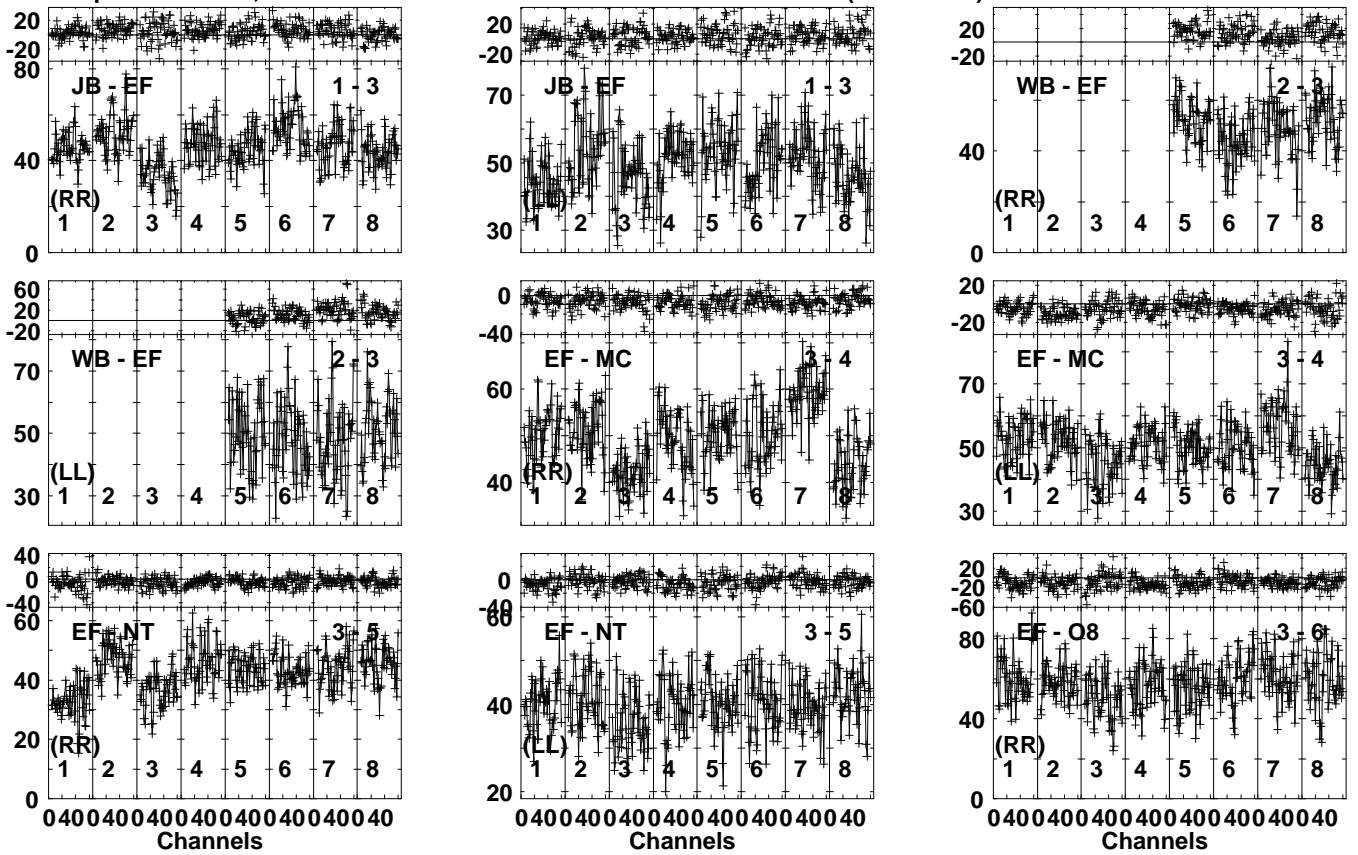 20 20 20
-20 -20 -20
80 JB - EF 1 - 3 70 JB - EF 1 - 3 WB - EF 2 - 3
40 50 40
(RR) (LL) (RR)
1 2 3 4 5 6 7 8 1 2 3 4 5 6 7 8 1 2 3 4 5 6 7 8
0 30 0
60 0 20
20 -40 -20
-20
WB - EF 2 - 3 EF - MC 3 - 4 EF - MC 3 - 4
70 60 70
50 40 50
(LL) (RR) (LL)
30 30
1 2 3 4 5 6 7 8 1 2 3 4 5 6 7 8 1 2 3 4 5 6 7 8
40 0 20
0 -40 -20
-40 -60
60 EF - NT 3 - 5 60 EF - NT 3 - 5 80 EF - O8 3 - 6
40 40 40
20
(RR) (LL) (RR)
1 2 3 4 5 6 7 8 1 2 3 4 5 6 7 8 1 2 3 4 5 6 7 8
0 20 0
0 40 0 40 0 40 0 40 0 40 0 40 0 40 0 40 0 40 0 40 0 40 0 40 0 40 0 40 0 40 0 40 0 40 0 40 0 40 0 40 0 40 0 40 0 40 0 40
Channels Channels Channels